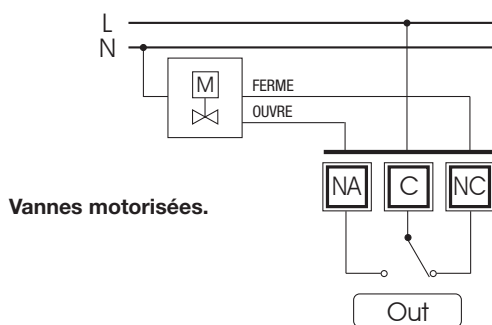 L
N
M
FERME
OUVRE
NA C NC
Vannes motorisées.
Out